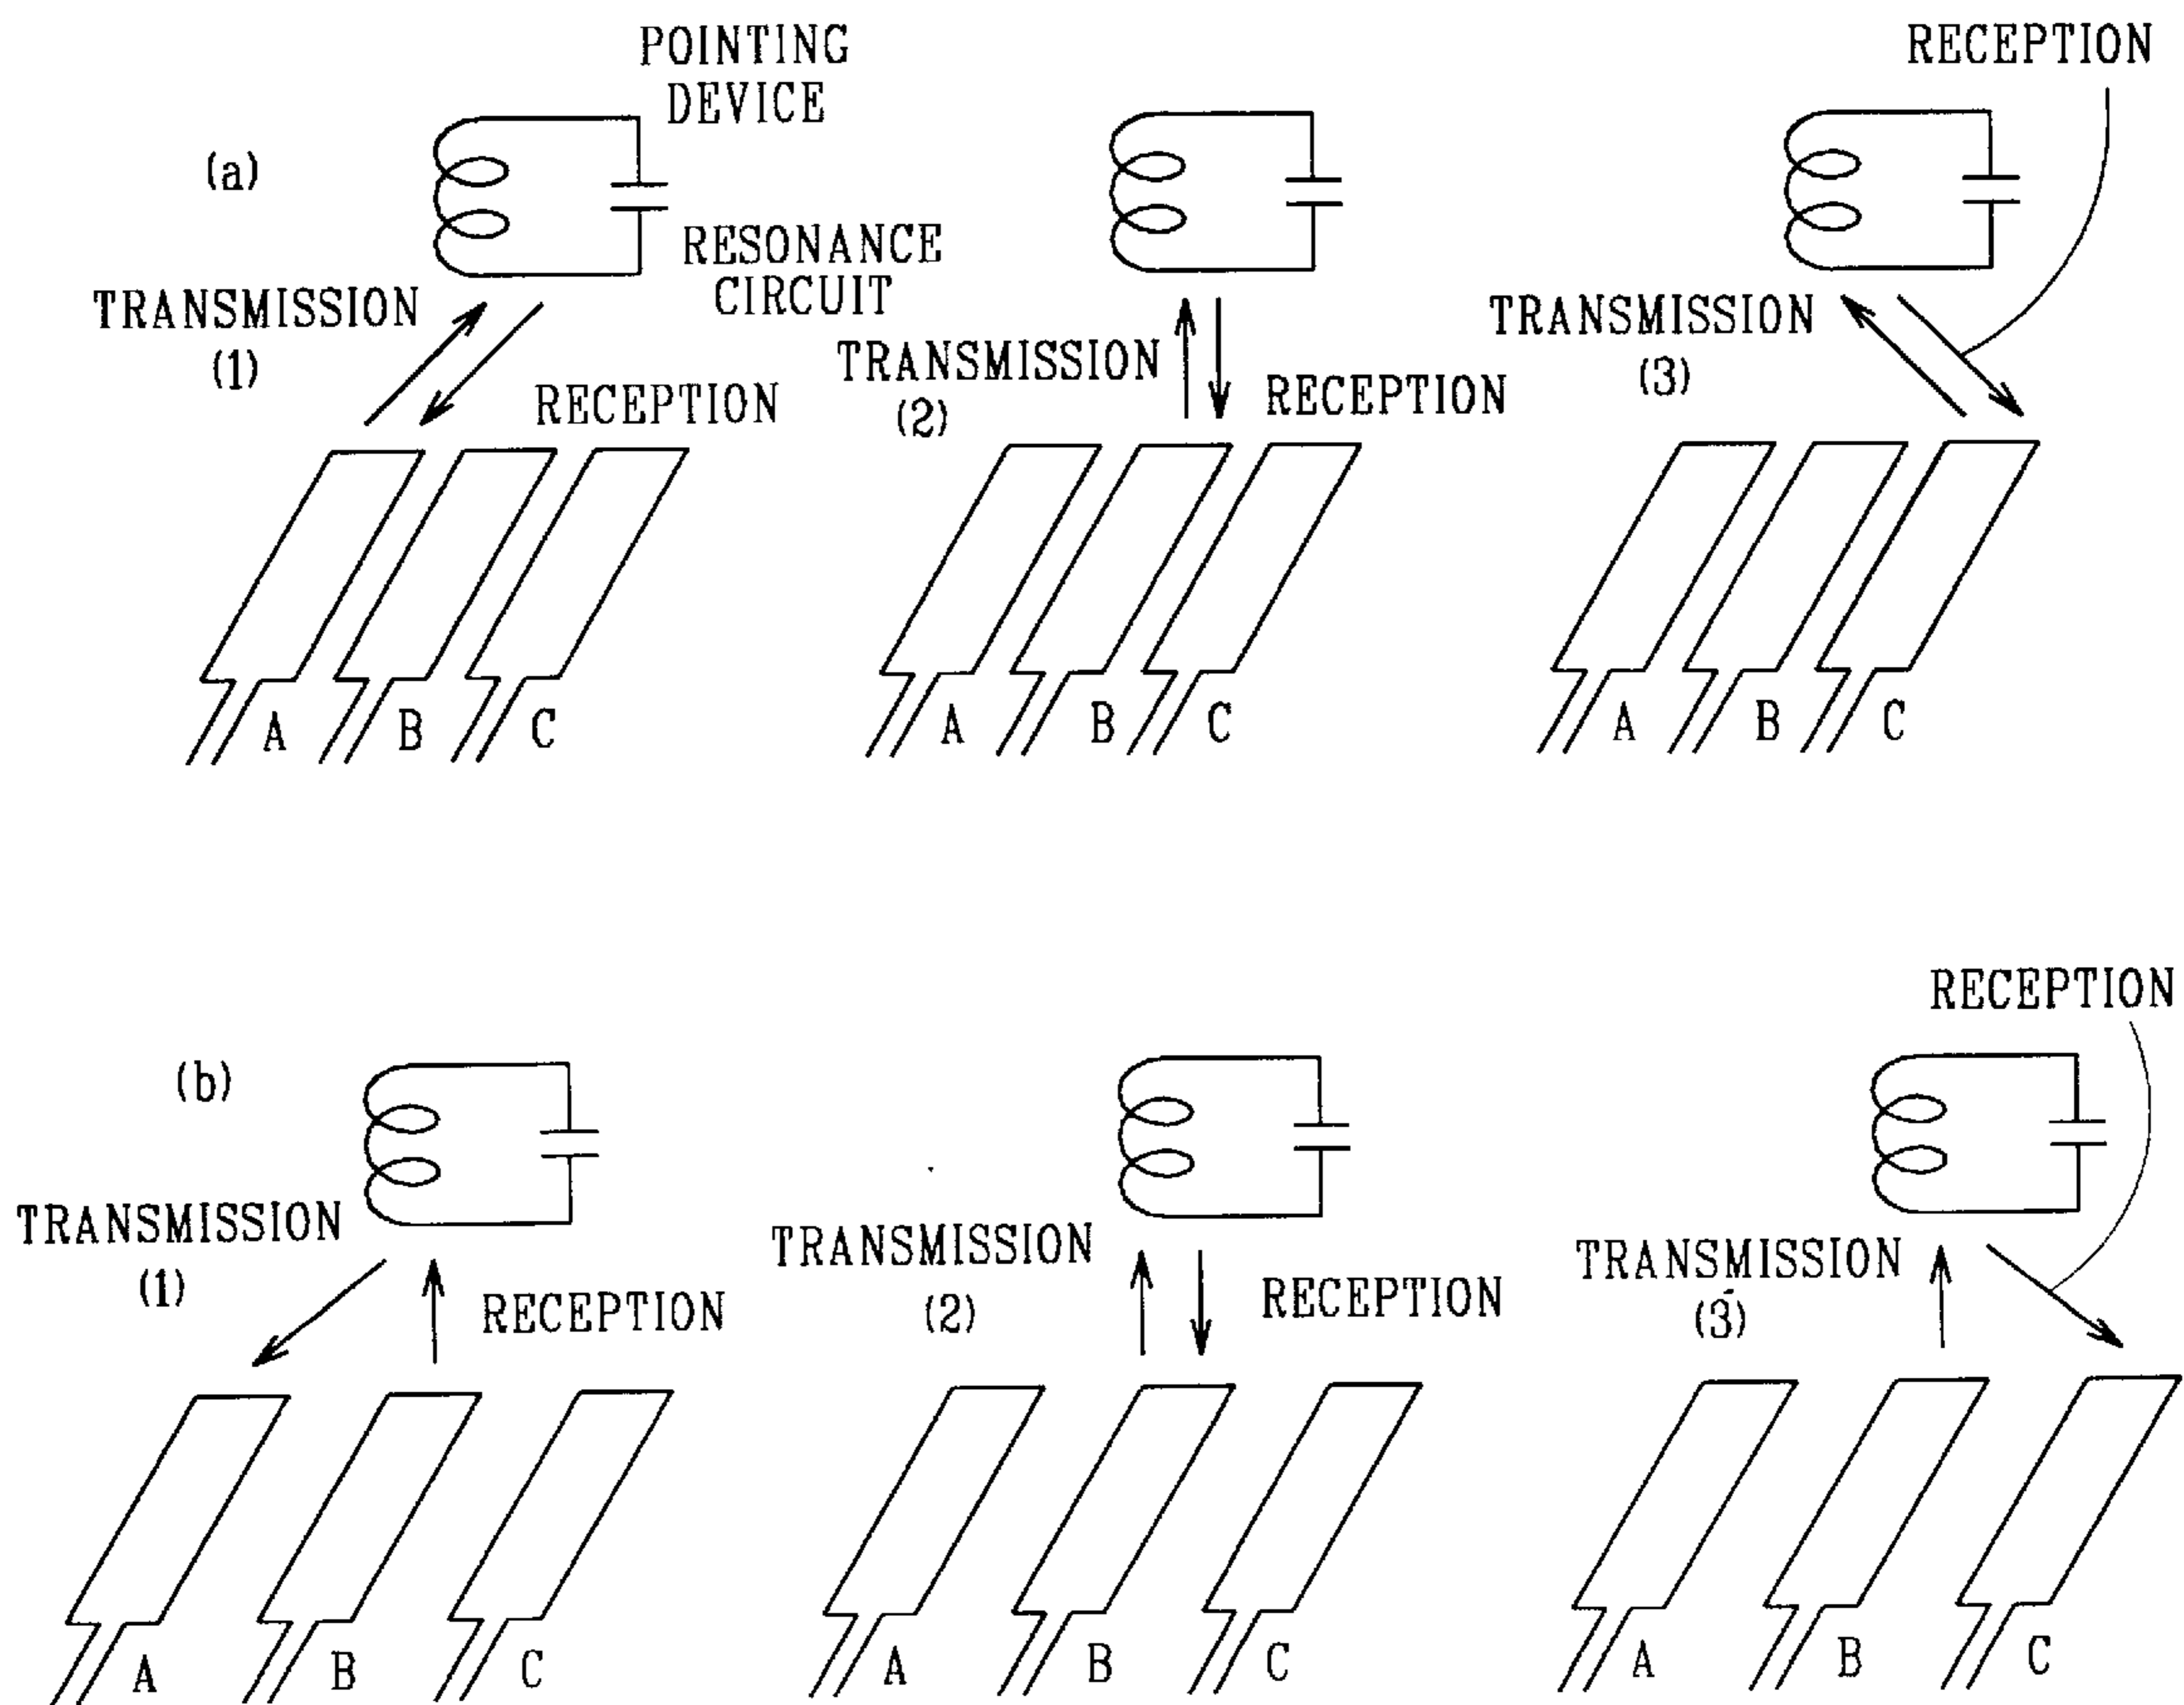 POINTING
DEVICE
RECEPTION
(a)
RESONANCE
CIRCUIT
TRANSMISSION
(1)
RECEPTION
TRANSMISSION
(2)
RECEPTION
TRANSMISSION
(3)
A B C
A B C
A B C
RECEPTION
(b)
TRANSMISSION
(1)
RECEPTION
TRANSMISSION
(2)
RECEPTION
TRANSMISSION
(3)
A B C
A B C
A B C